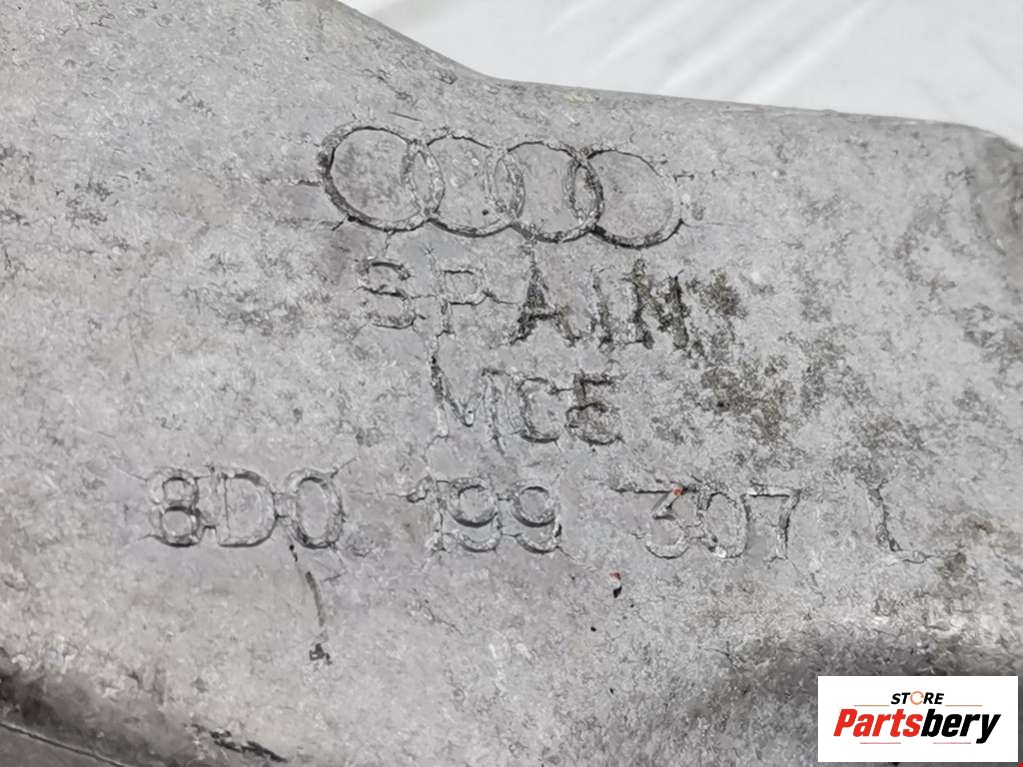 SPAIN
MCE
8D0 199 307 L
STORE
Partsbery